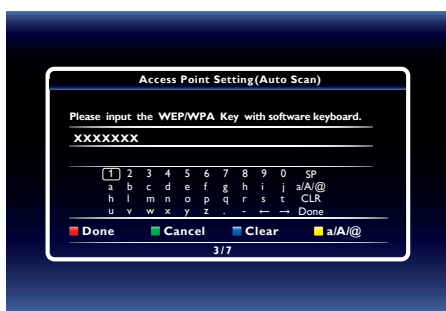 Access Point Setting(Auto Scan)
Please input the WEP/WPA Key with software keyboard.
XXXXXXX
1 2 3 4 5 6 7 8 9 0 SP
a b c d e f g h i j a/A/@
h l m n o p q r s t CLR
u v w x y z . - ← → Done
Done Cancel Clear a/A/@
3/7